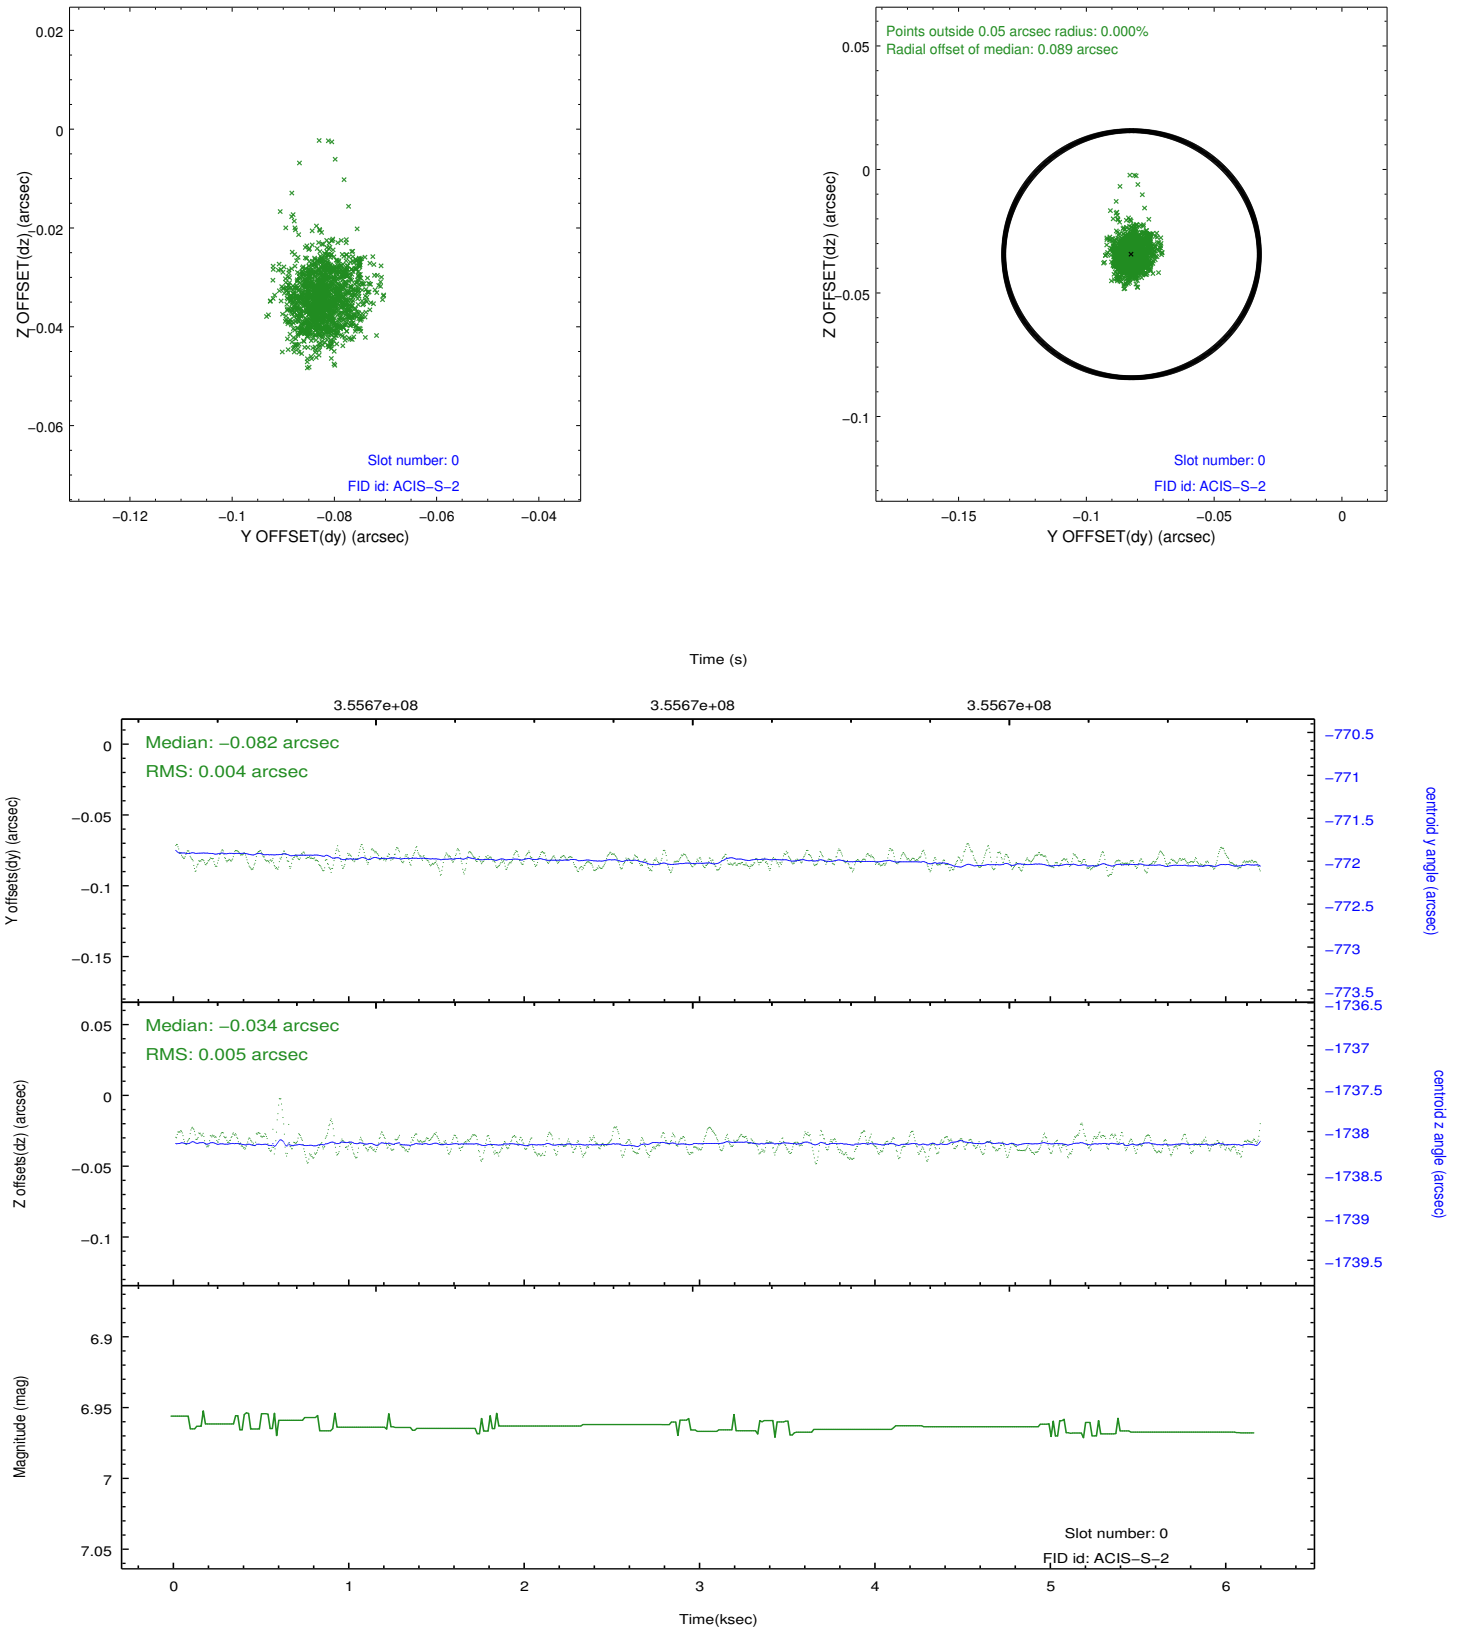 0.02
0
−0.02
−0.04
−0.06
Z OFFSET(dz) (arcsec)
Slot number: 0
FID id: ACIS−S−2
−0.12
−0.1
−0.08
−0.06
−0.04
Y OFFSET(dy) (arcsec)
Points outside 0.05 arcsec radius: 0.000%
Radial offset of median: 0.089 arcsec
0.05
0
−0.05
−0.1
Z OFFSET(dz) (arcsec)
Slot number: 0
FID id: ACIS−S−2
−0.15
−0.1
−0.05
0
Y OFFSET(dy) (arcsec)
Time (s)
3.5567e+08
3.5567e+08
3.5567e+08
Median: −0.082 arcsec
RMS: 0.004 arcsec
0
−0.05
−0.1
−0.15
Y offsets(dy) (arcsec)
−770.5
−771
−771.5
−772
−772.5
−773
−773.5
centroid y angle (arcsec)
Median: −0.034 arcsec
RMS: 0.005 arcsec
0.05
0
−0.05
−0.1
Z offsets(dz) (arcsec)
−1736.5
−1737
−1737.5
−1738
−1738.5
−1739
−1739.5
centroid z angle (arcsec)
6.9
6.95
7
7.05
Magnitude (mag)
Slot number: 0
FID id: ACIS−S−2
0
1
2
3
4
5
6
Time(ksec)